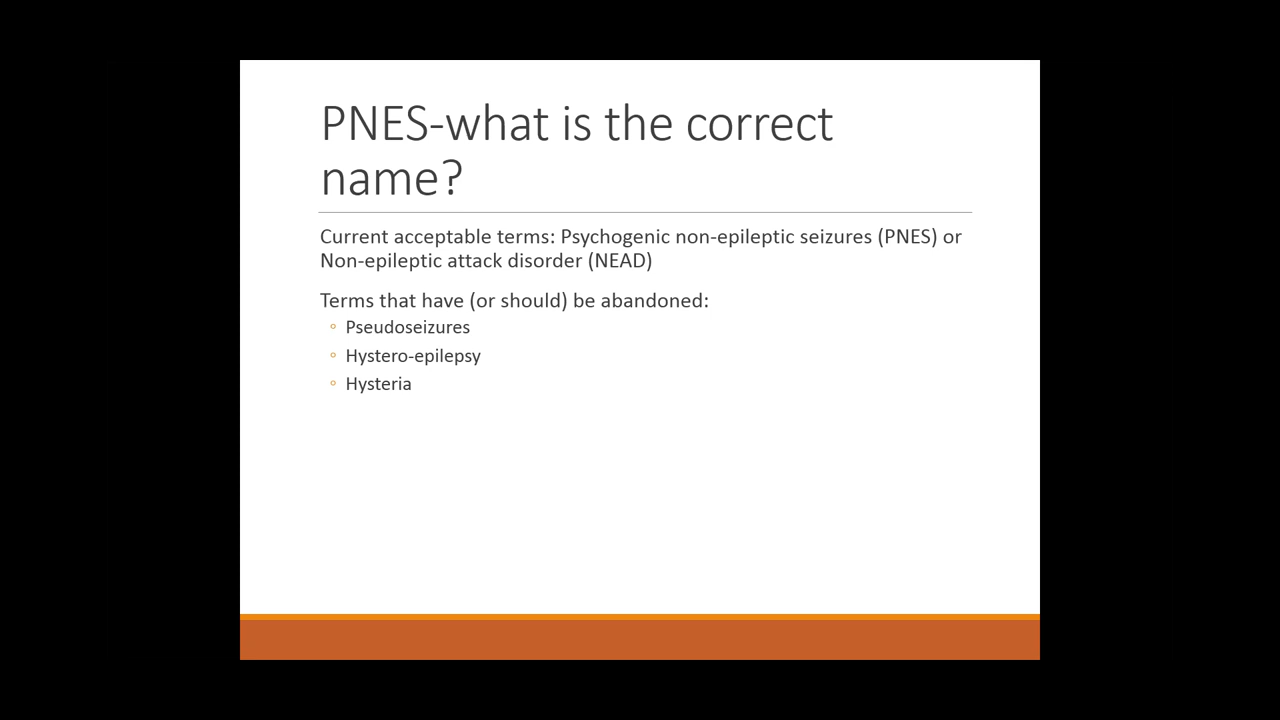 PNES-what is the correct
name?
Current acceptable terms: Psychogenic non-epileptic seizures (PNES) or
Non-epileptic attack disorder (NEAD)
Terms that have (or should) be abandoned:
◦ Pseudoseizures
◦ Hystero-epilepsy
◦ Hysteria